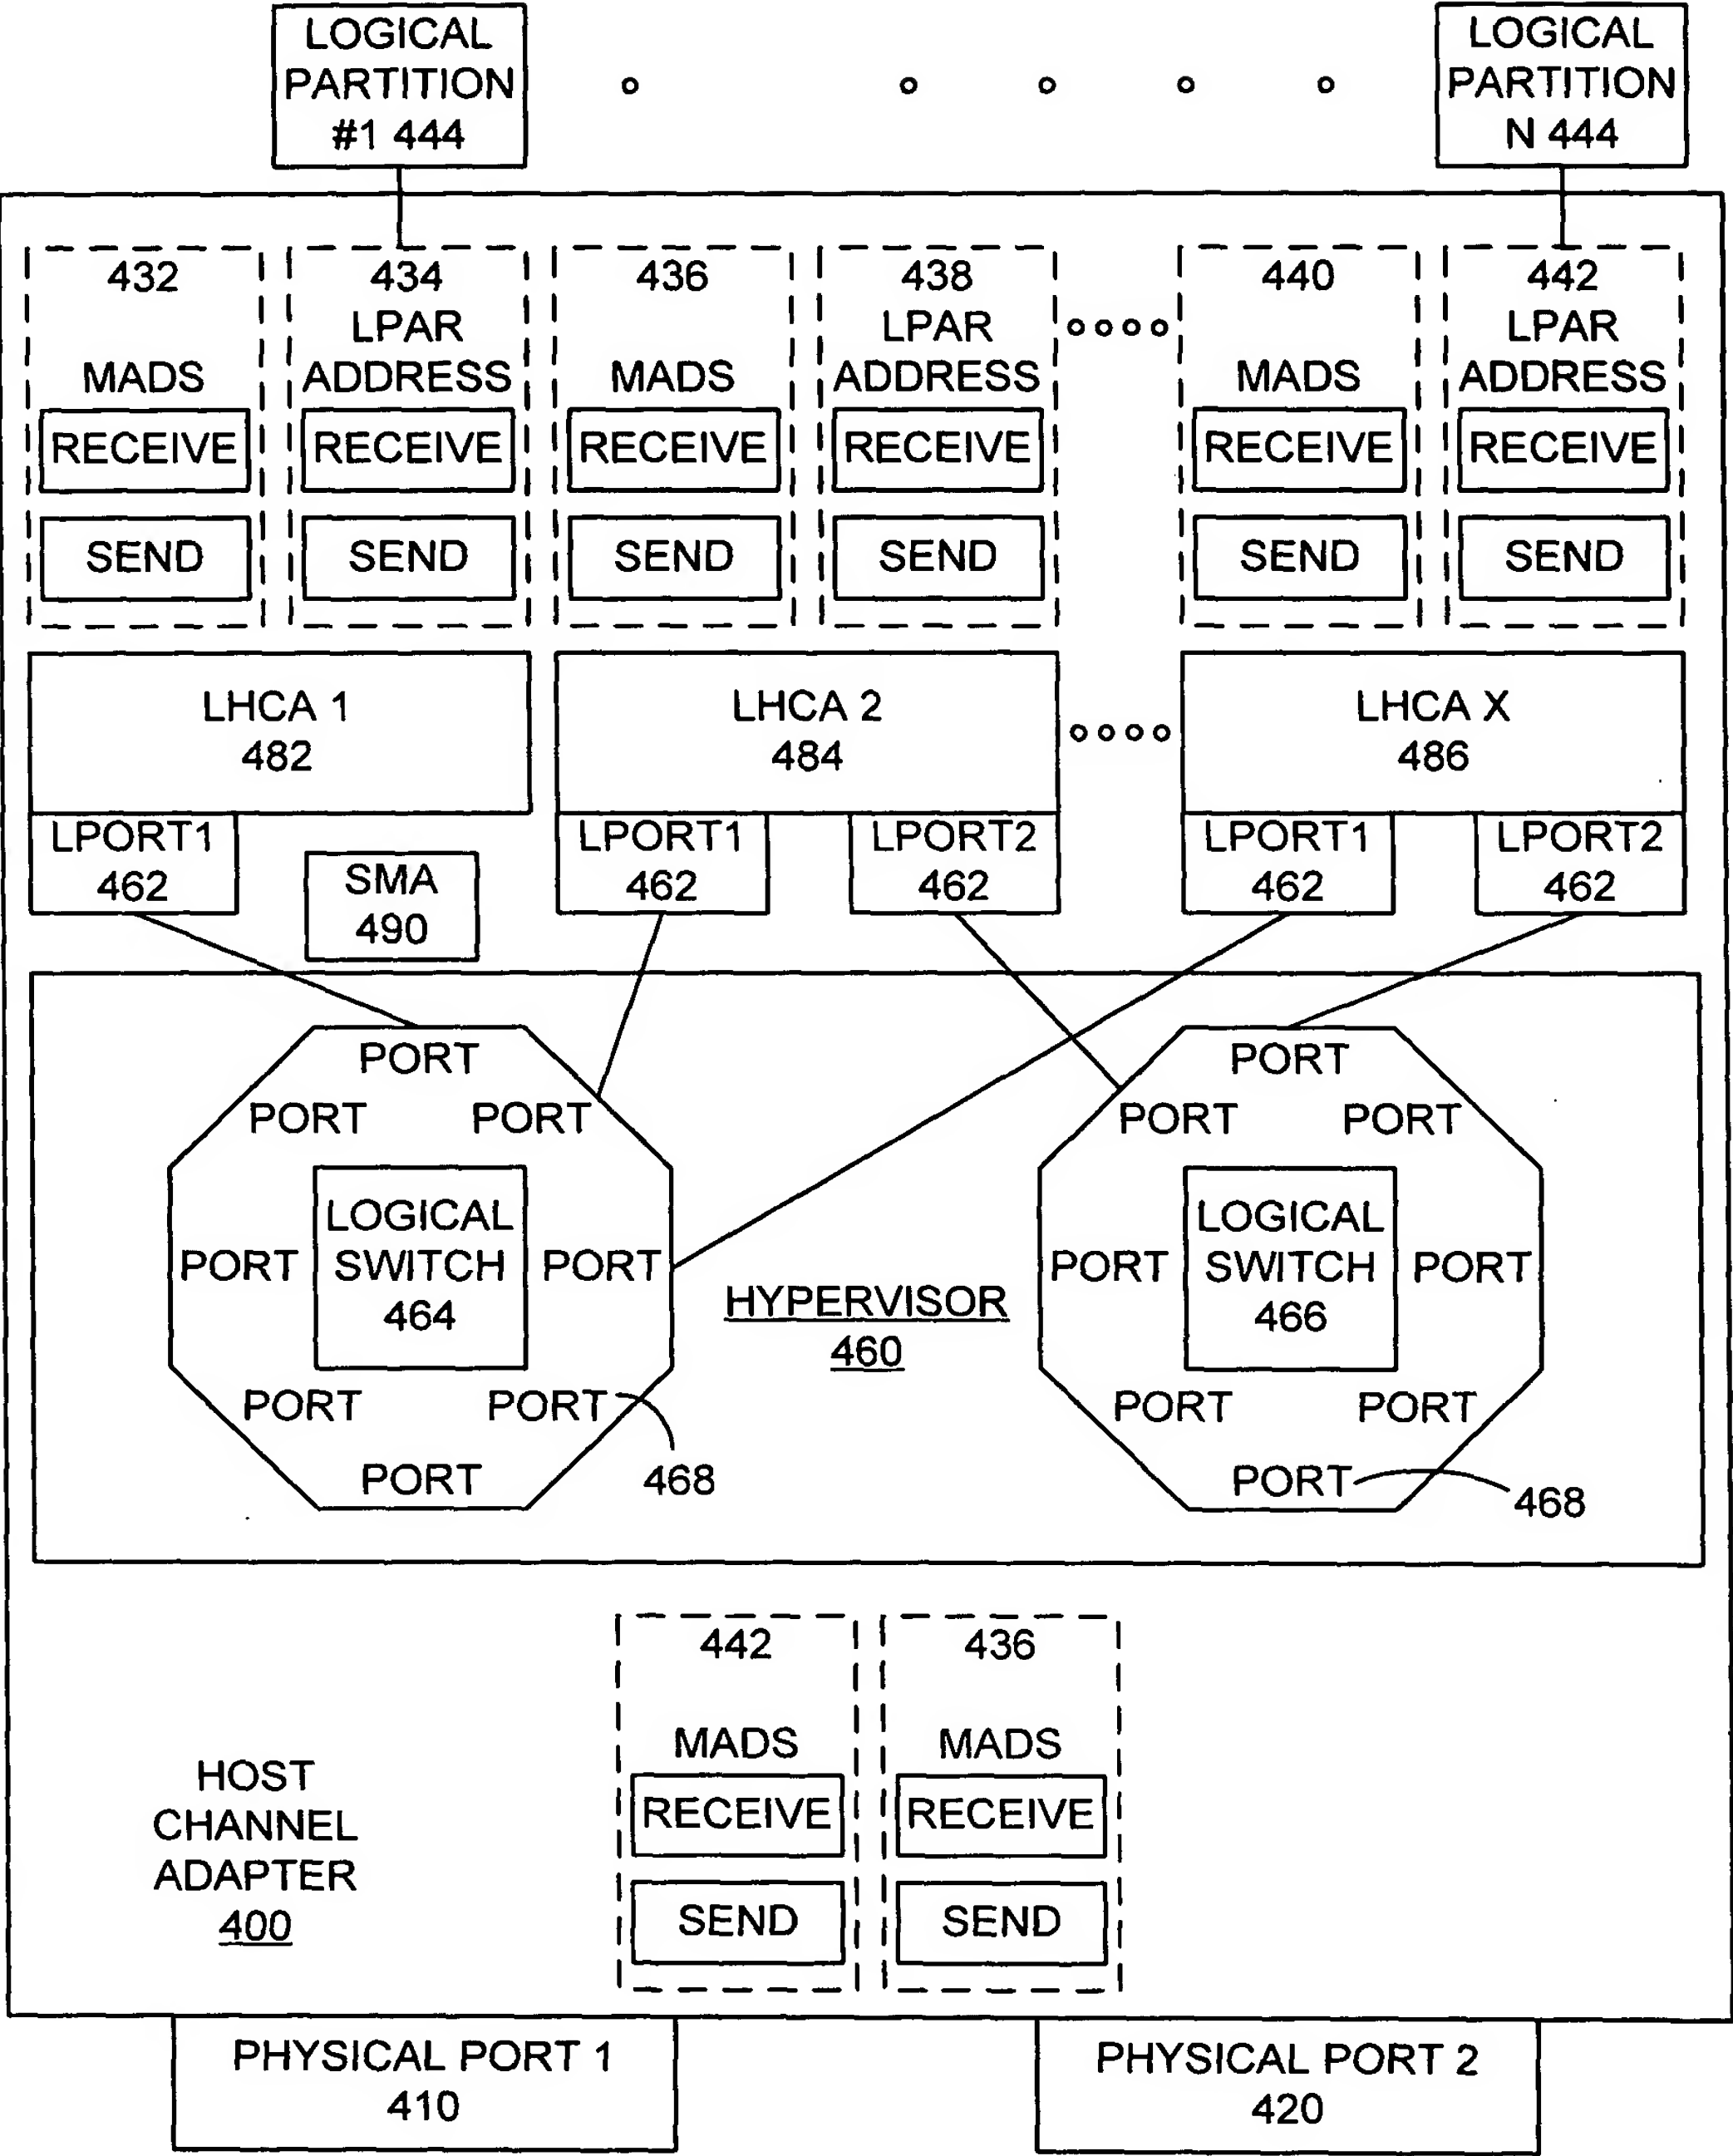 LOGICAL
PARTITION
#1 444
LOGICAL
PARTITION
N 444
432
MADS
RECEIVE
SEND
434
LPAR
ADDRESS
RECEIVE
SEND
436
MADS
RECEIVE
SEND
438
LPAR
ADDRESS
RECEIVE
SEND
440
MADS
RECEIVE
SEND
442
LPAR
ADDRESS
RECEIVE
SEND
LHCA 1
482
LHCA 2
484
LHCA X
486
LPORT1
462
SMA
490
LPORT1
462
LPORT2
462
LPORT1
462
LPORT2
462
PORT
PORT
PORT
PORT
LOGICAL
SWITCH
464
PORT
PORT
PORT
468
PORT
HYPERVISOR
460
PORT
PORT
PORT
PORT
LOGICAL
SWITCH
466
PORT
PORT
PORT
PORT
468
442
MADS
RECEIVE
SEND
436
MADS
RECEIVE
SEND
HOST
CHANNEL
ADAPTER
400
PHYSICAL PORT 1
410
PHYSICAL PORT 2
420